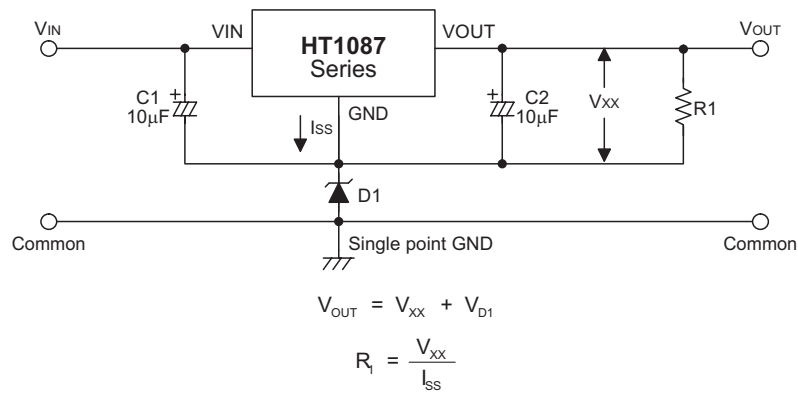 VIN
VIN
HT1087
Series
VOUT
VOUT
C1
10μF
+
ISS
GND
+
C2
10μF
VXX
R1
D1
Common
Single point GND
Common
VOUT = VXX + VD1
R1 = VXX / ISS